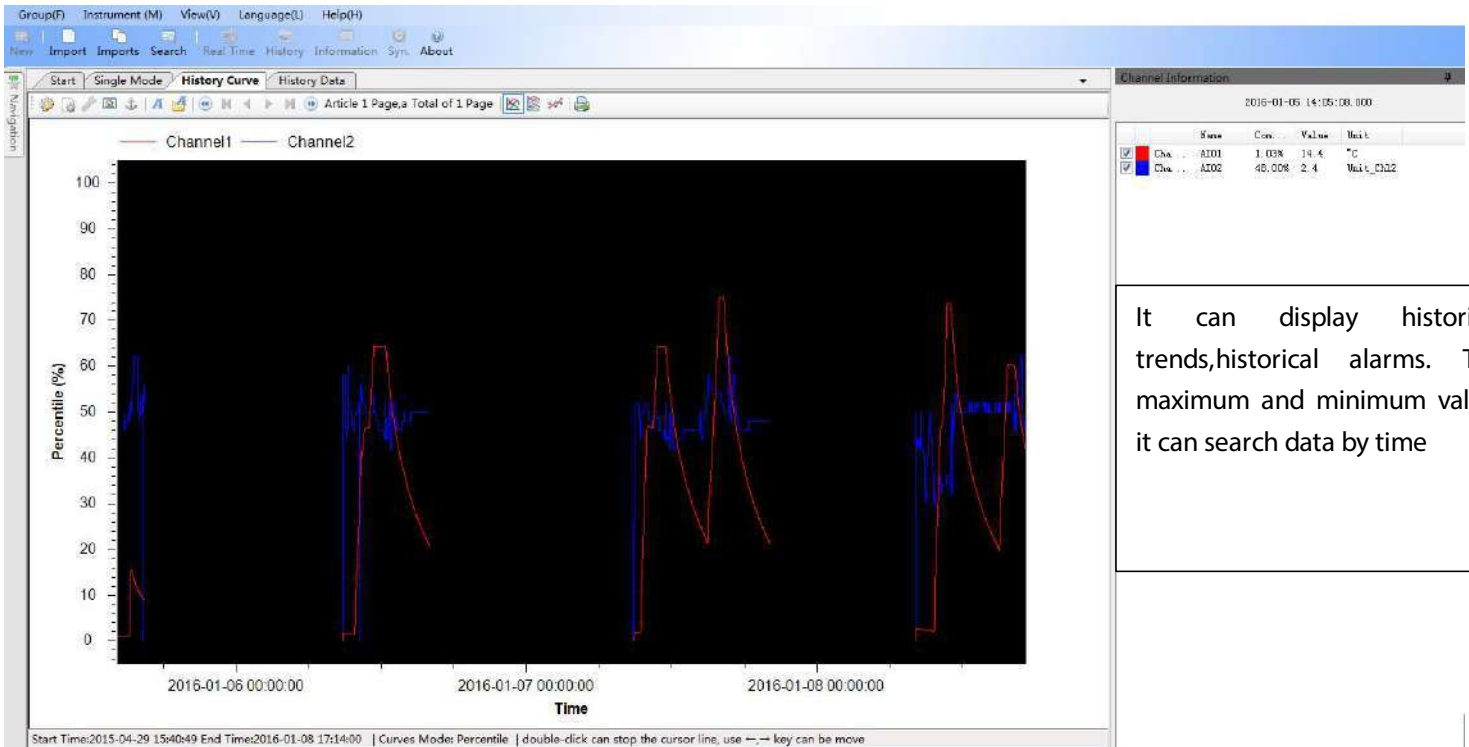 Group(F) Instrument (M) View(V) Language(L) Help(H)
New Import Imports Search Real Time History Information Syn. About
Navigation
Start Single Mode History Curve History Data
Article 1 Page,a Total of 1 Page
Channel1 Channel2
100
90
80
70
60
50
40
30
20
10
0
Percentile (%)
2016-01-06 00:00:00 2016-01-07 00:00:00 2016-01-08 00:00:00
Time
Start Time:2015-04-29 15:40:49 End Time:2016-01-08 17:14:00 | Curves Mode: Percentile | double-click can stop the cursor line, use ←,→ key can be move
Channel Information
2016-01-05 14:05:08.000
Name Con... Value Unit
Cha... AI01 1.03% 14.4 °C
Cha... AI02 48.00% 2.4 Unit_Ch12
It can display histori
trends,historical alarms. T
maximum and minimum val
it can search data by time